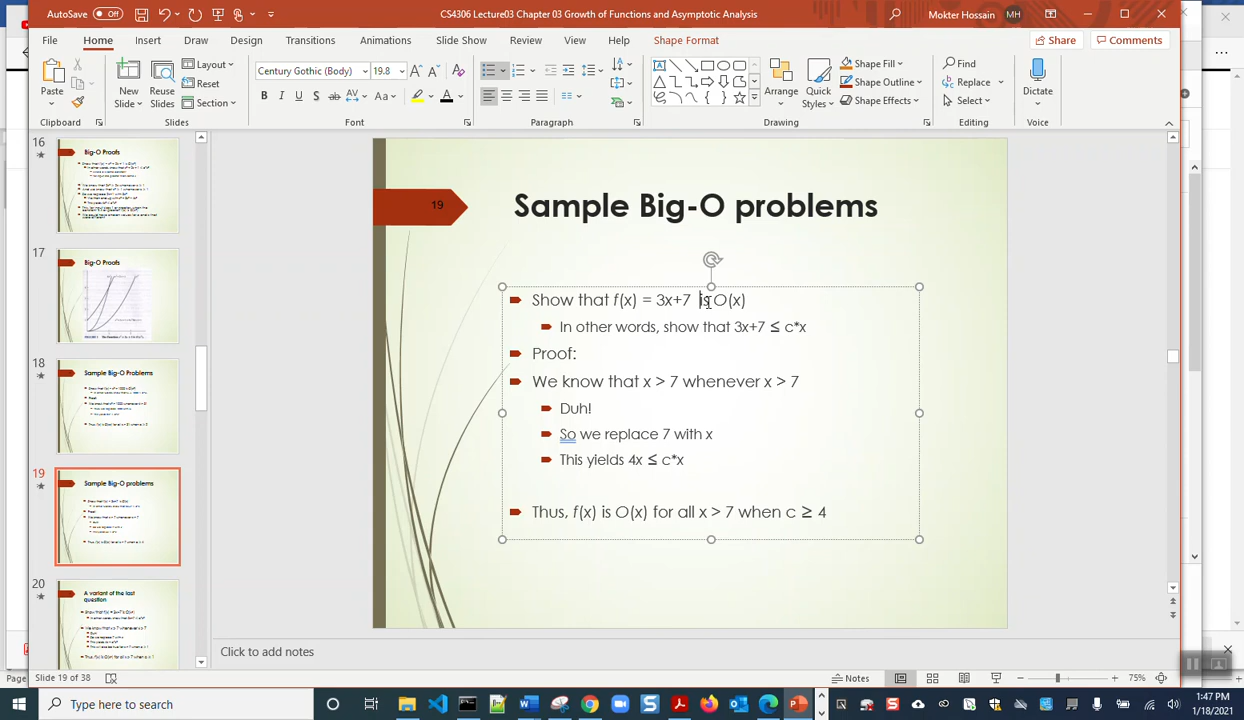 AutoSave Off
CS4306 Lecture03 Chapter 03 Growth of Functions and Asymptotic Analysis
Mokter Hossain MH
File Home Insert Draw Design Transitions Animations Slide Show Review View Help Shape Format
Share Comments
Paste
New Slide
Reuse Slides
Layout
Reset
Section
Century Gothic (Body) 19.8
Arrange
Quick Styles
Shape Fill
Shape Outline
Shape Effects
Find
Replace
Select
Dictate
Clipboard Slides Font Paragraph Drawing Editing Voice
16
Big-O Proofs
17
Big-O Proofs
18
Sample Big-O Problems
19
Sample Big-O problems
20
A variant of the last question
19
Sample Big-O problems
Show that f(x) = 3x+7 is O(x)
In other words, show that 3x+7 ≤ c*x
Proof:
We know that x > 7 whenever x > 7
Duh!
So we replace 7 with x
This yields 4x ≤ c*x
Thus, f(x) is O(x) for all x > 7 when c ≥ 4
Click to add notes
Slide 19 of 38
Notes
75%
Type here to search
1:47 PM
1/18/2021